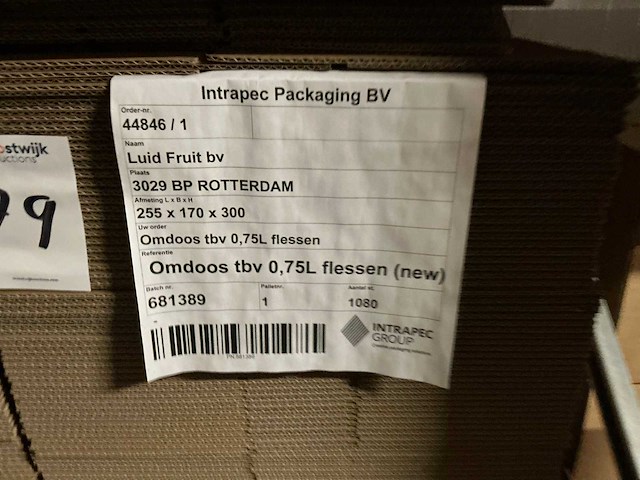 Intrapec Packaging BV
Order-nr.
44846 / 1
Naam
Luid Fruit bv
Plaats
3029 BP ROTTERDAM
Afmeting L x B x H
255 x 170 x 300
Uw order
Omdoos tbv 0,75L flessen
Referentie
Omdoos tbv 0,75L flessen (new)
Batch nr. Palletnr. Aantal st.
681389 1 1080
INTRAPEC
GROUP
ostwijk
uctions
9